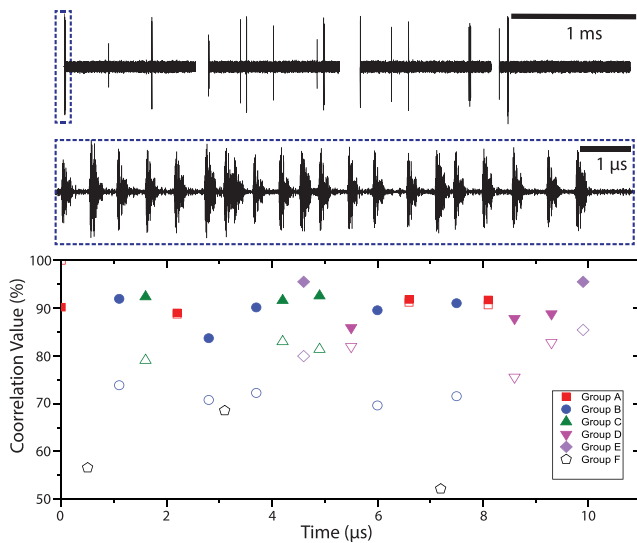 1 ms
1 μs
100
90
80
70
60
50
Coorrelation Value (%)
Group A
Group B
Group C
Group D
Group E
Group F
0 2 4 6 8 10
Time (μs)